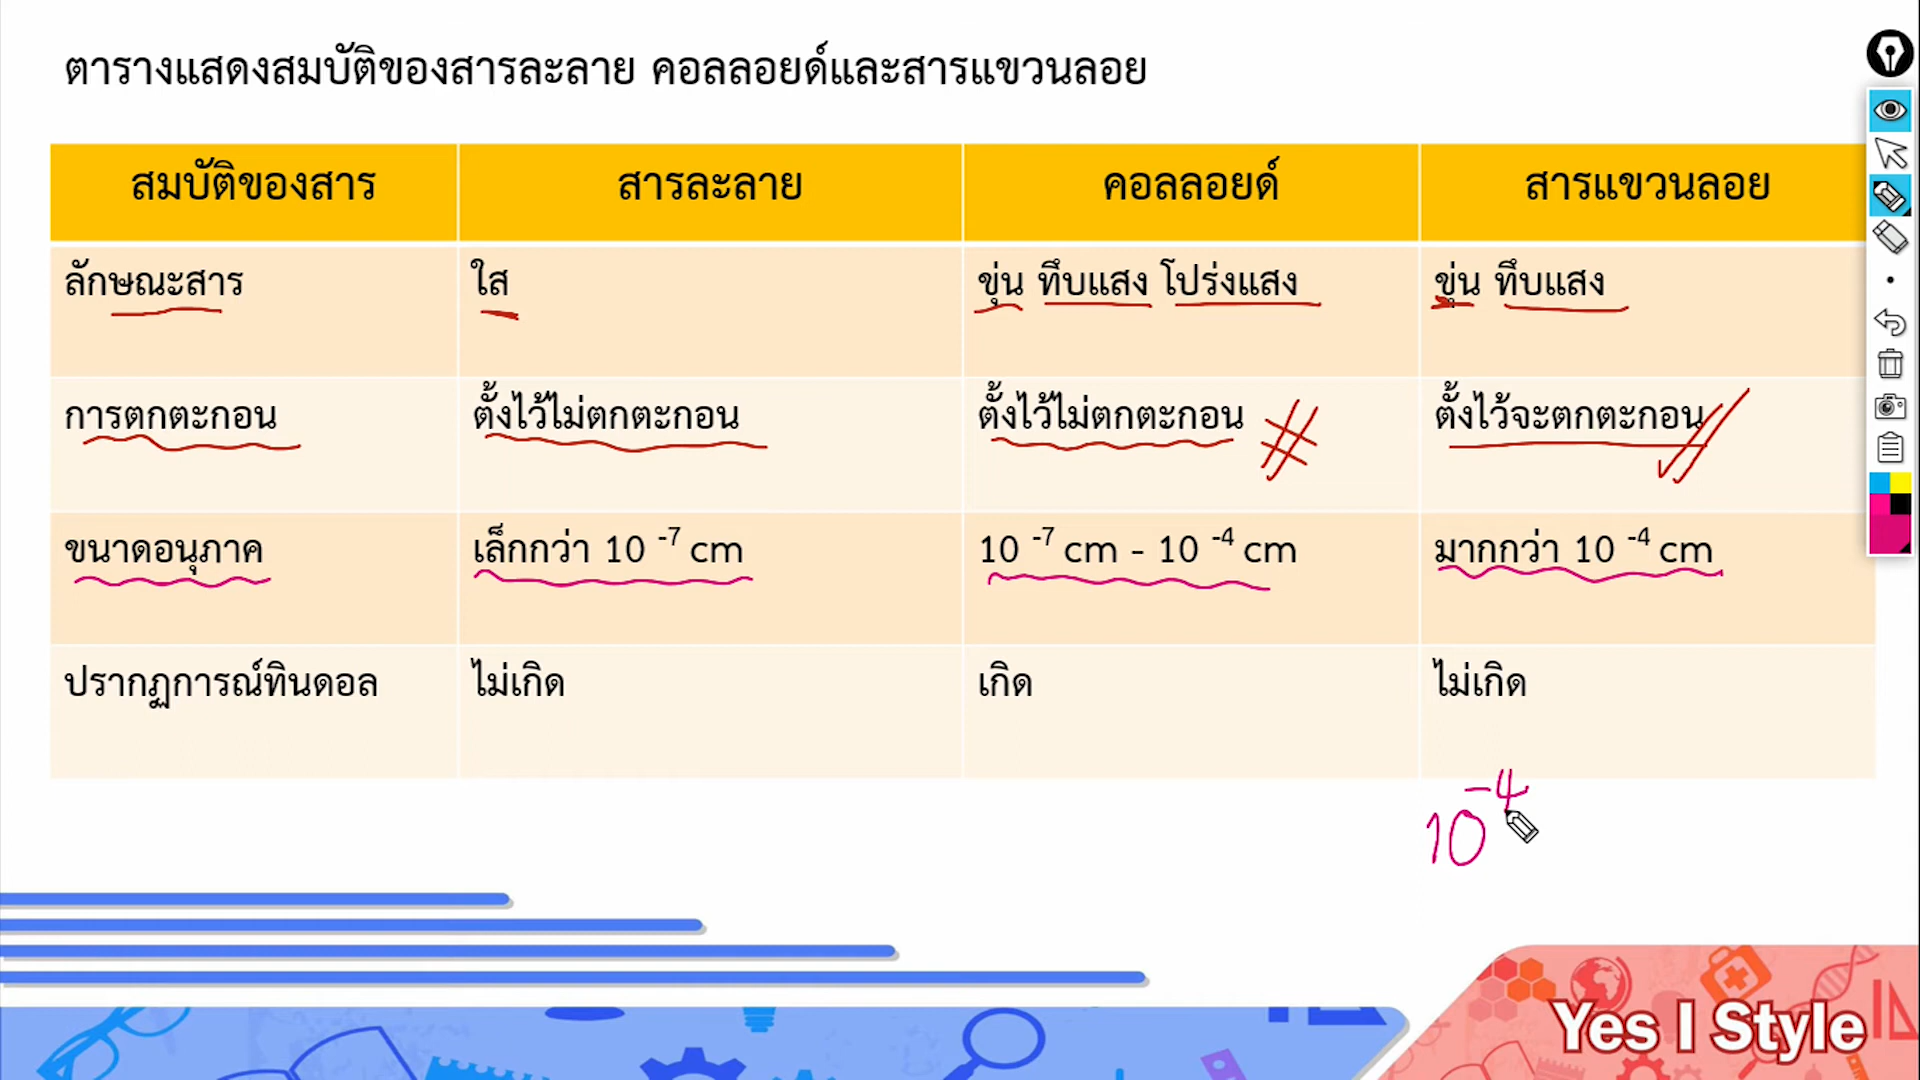 ตารางแสดงสมบัติของสารละลาย คอลลอยด์และสารแขวนลอย
สมบัติของสาร สารละลาย คอลลอยด์ สารแขวนลอย
ลักษณะสาร ใส ขุ่น ทึบแสง โปร่งแสง ขุ่น ทึบแสง
การตกตะกอน ตั้งไว้ไม่ตกตะกอน ตั้งไว้ไม่ตกตะกอน ตั้งไว้จะตกตะกอน
ขนาดอนุภาค เล็กกว่า 10 ⁻⁷ cm 10 ⁻⁷ cm - 10 ⁻⁴ cm มากกว่า 10 ⁻⁴ cm
ปรากฏการณ์ทินดอล ไม่เกิด เกิด ไม่เกิด
10⁻⁴
Yes I Style